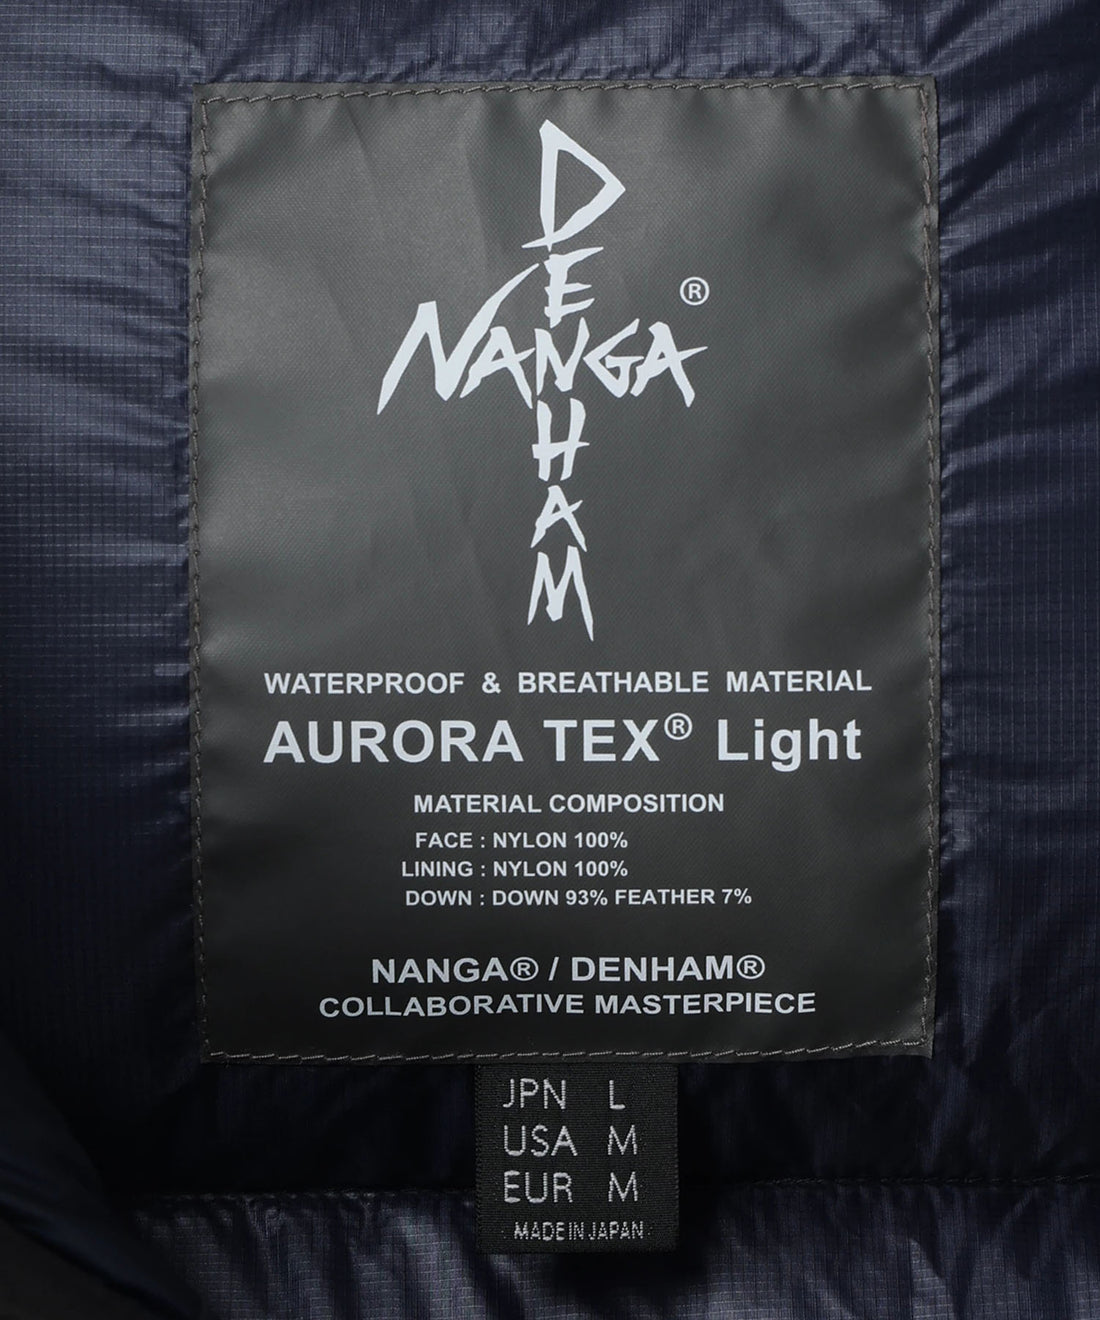 DENHAM
NANGA®
WATERPROOF & BREATHABLE MATERIAL
AURORA TEX® Light
MATERIAL COMPOSITION
FACE : NYLON 100%
LINING : NYLON 100%
DOWN : DOWN 93% FEATHER 7%
NANGA® / DENHAM®
COLLABORATIVE MASTERPIECE
JPN L
USA M
EUR M
MADE IN JAPAN